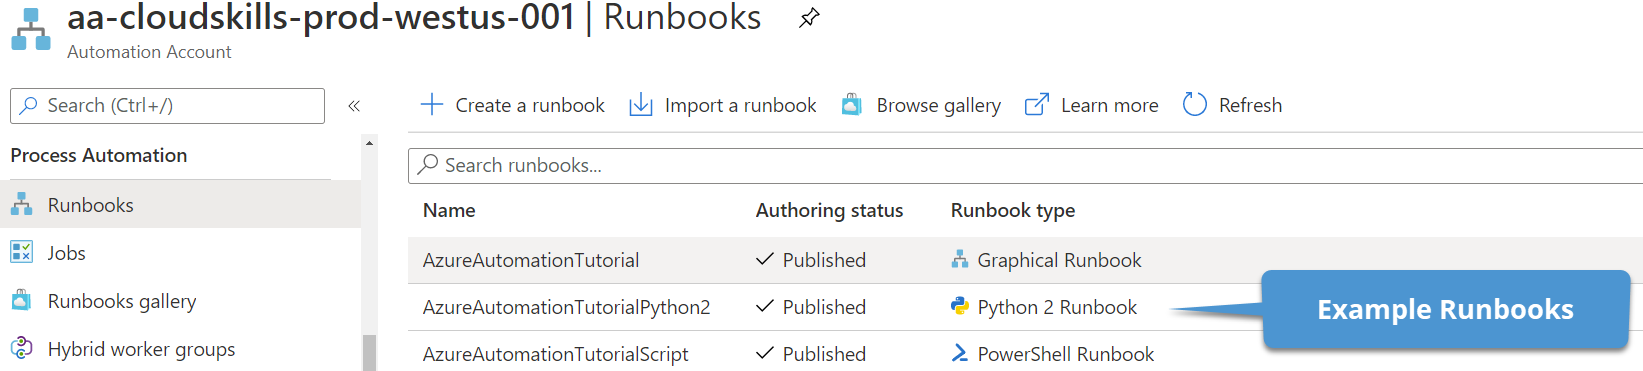 aa-cloudskills-prod-westus-001 | Runbooks
Automation Account
Search (Ctrl+/)
«
Create a runbook
Import a runbook
Browse gallery
Learn more
Refresh
Process Automation
Runbooks
Jobs
Runbooks gallery
Hybrid worker groups
Search runbooks...
Name Authoring status Runbook type
AzureAutomationTutorial Published Graphical Runbook
AzureAutomationTutorialPython2 Published Python 2 Runbook
AzureAutomationTutorialScript Published PowerShell Runbook
Example Runbooks